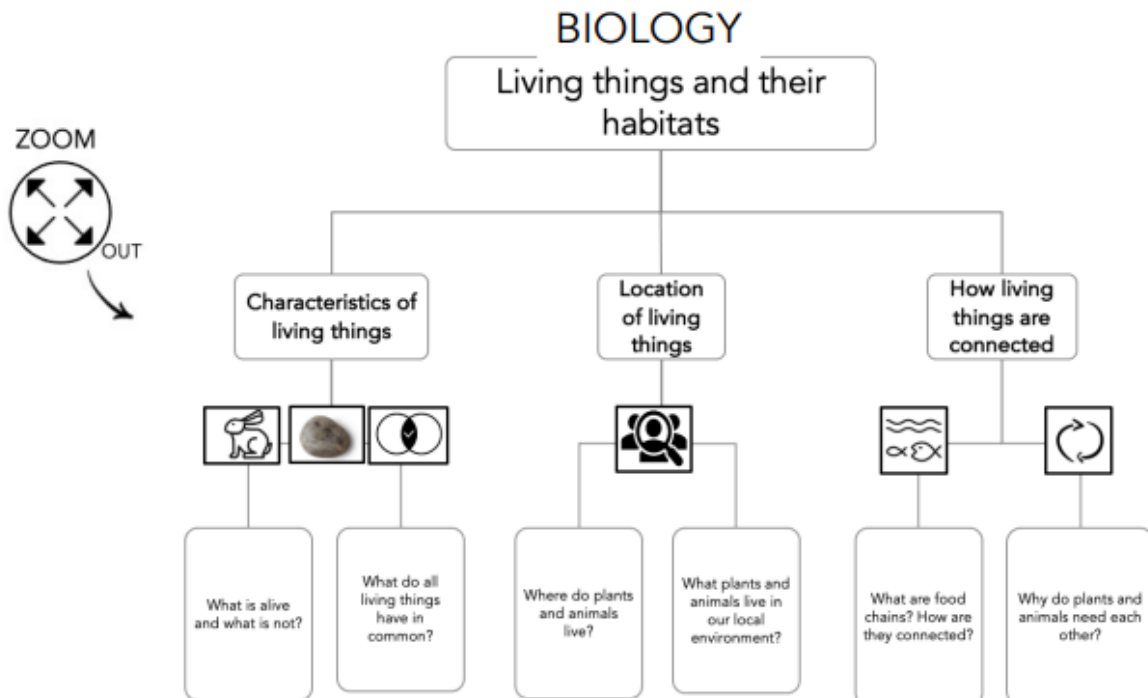 BIOLOGY
Living things and their
habitats
ZOOM
OUT
Characteristics of
living things
Location
of living
things
How living
things are
connected
What is alive
and what is not?
What do all
living things
have in
common?
Where do plants
and animals
live?
What plants and
animals live in
our local
environment?
What are food
chains? How are
they connected?
Why do plants and
animals need each
other?